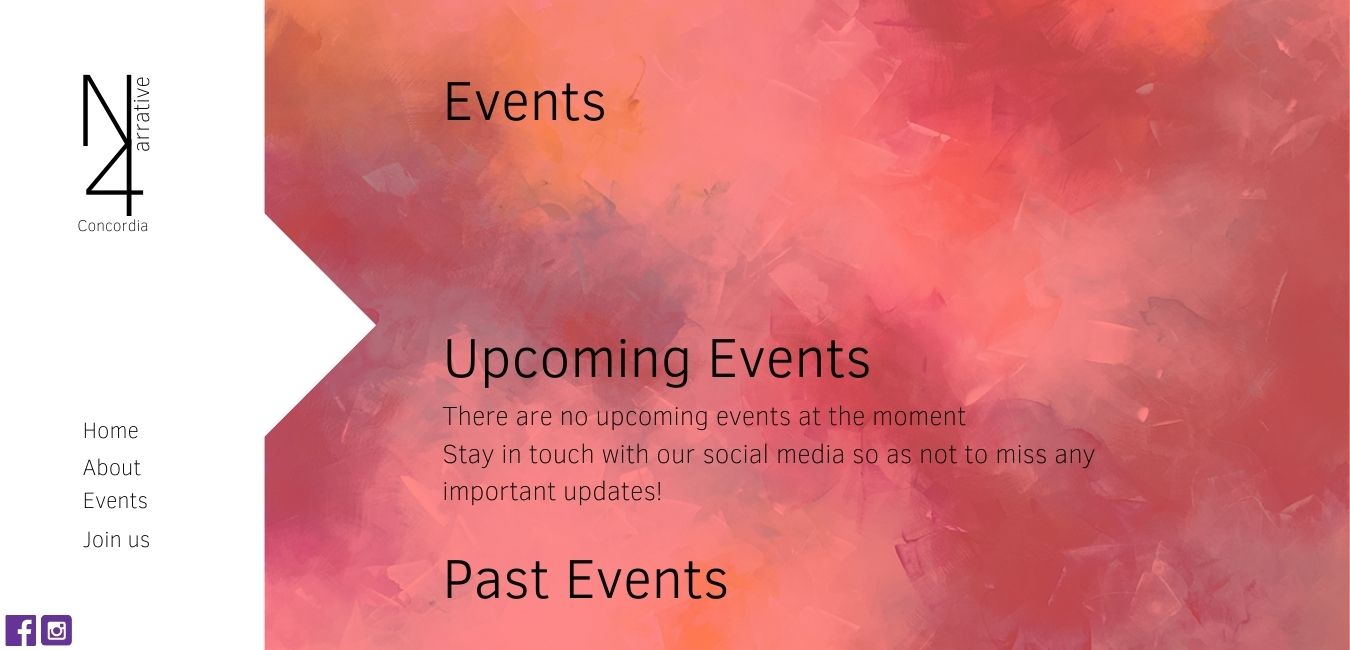 N4
arrative
Concordia
Home
About
Events
Join us
Events
Upcoming Events
There are no upcoming events at the moment
Stay in touch with our social media so as not to miss any
important updates!
Past Events